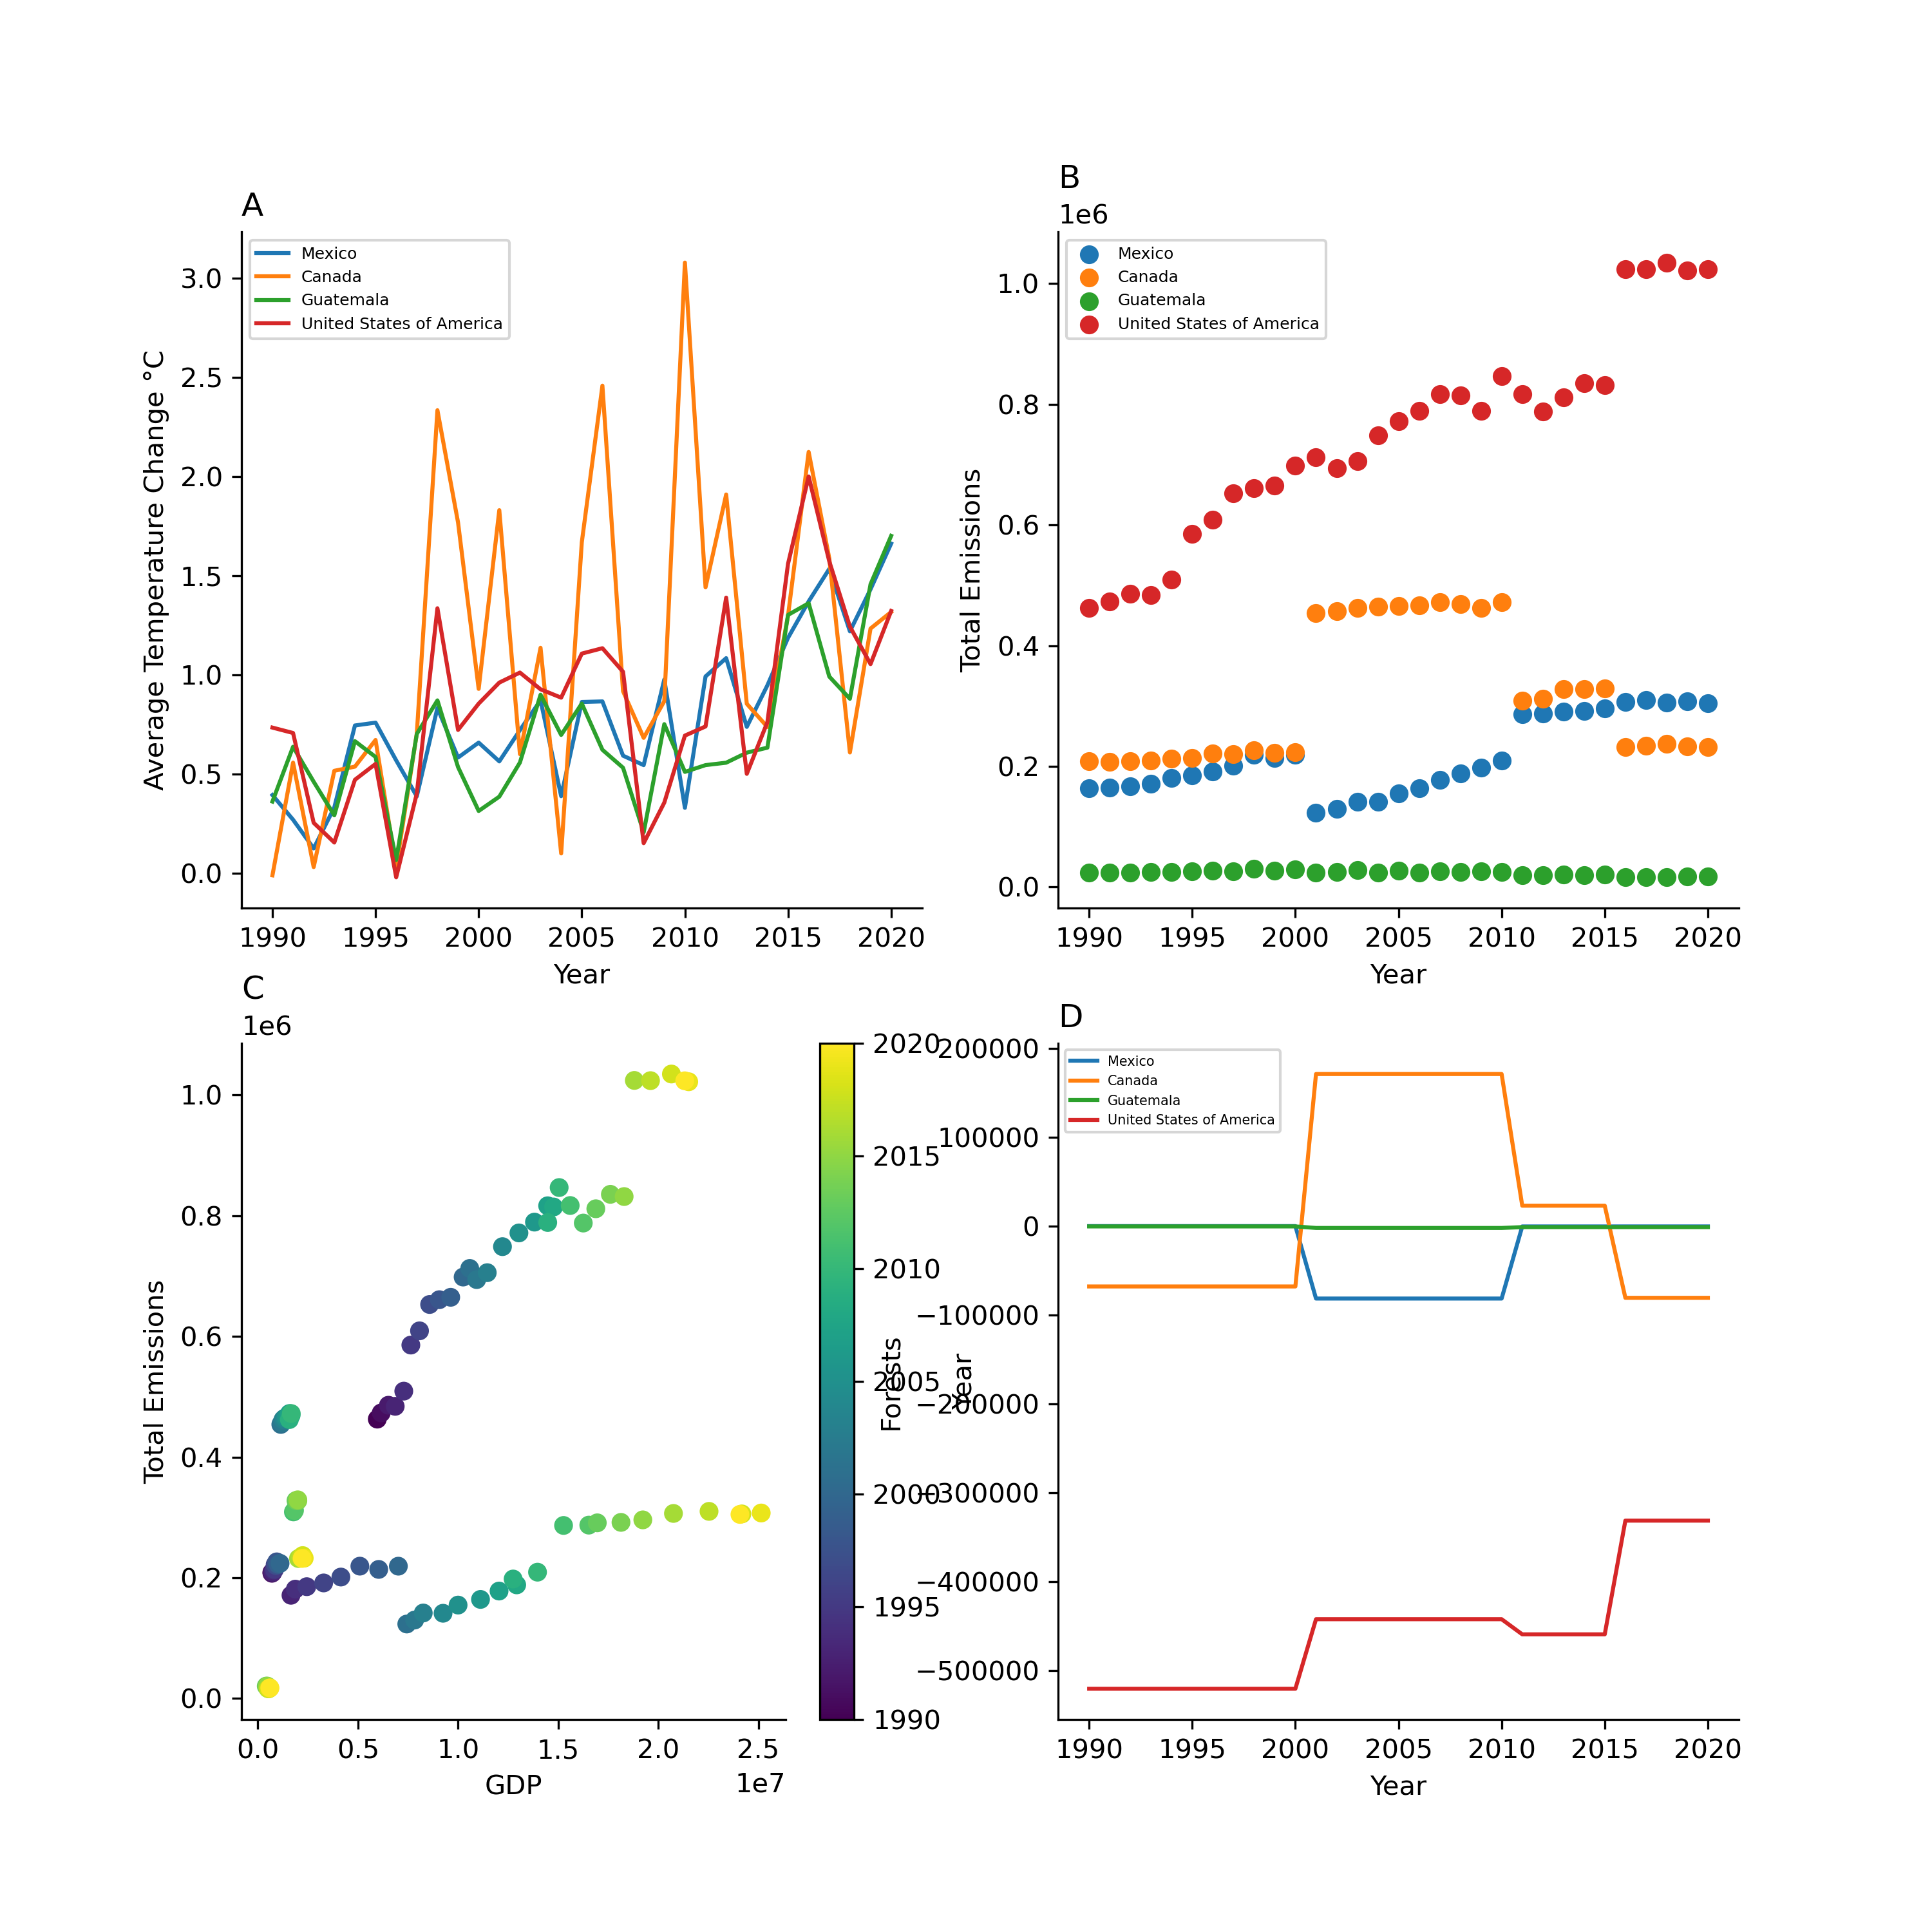 A
Mexico
Canada
Guatemala
United States of America
3.0
2.5
2.0
1.5
1.0
0.5
0.0
Average Temperature Change °C
1990 1995 2000 2005 2010 2015 2020
Year
B
1e6
Mexico
Canada
Guatemala
United States of America
1.0
0.8
0.6
0.4
0.2
0.0
Total Emissions
1990 1995 2000 2005 2010 2015 2020
Year
C
1e6
1.0
0.8
0.6
0.4
0.2
0.0
Total Emissions
0.0 0.5 1.0 1.5 2.0 2.5
1e7
GDP
2020
2015
2010
2005
2000
1995
1990
Year
D
Mexico
Canada
Guatemala
United States of America
200000
100000
0
−100000
−200000
−300000
−400000
−500000
Forests
1990 1995 2000 2005 2010 2015 2020
Year